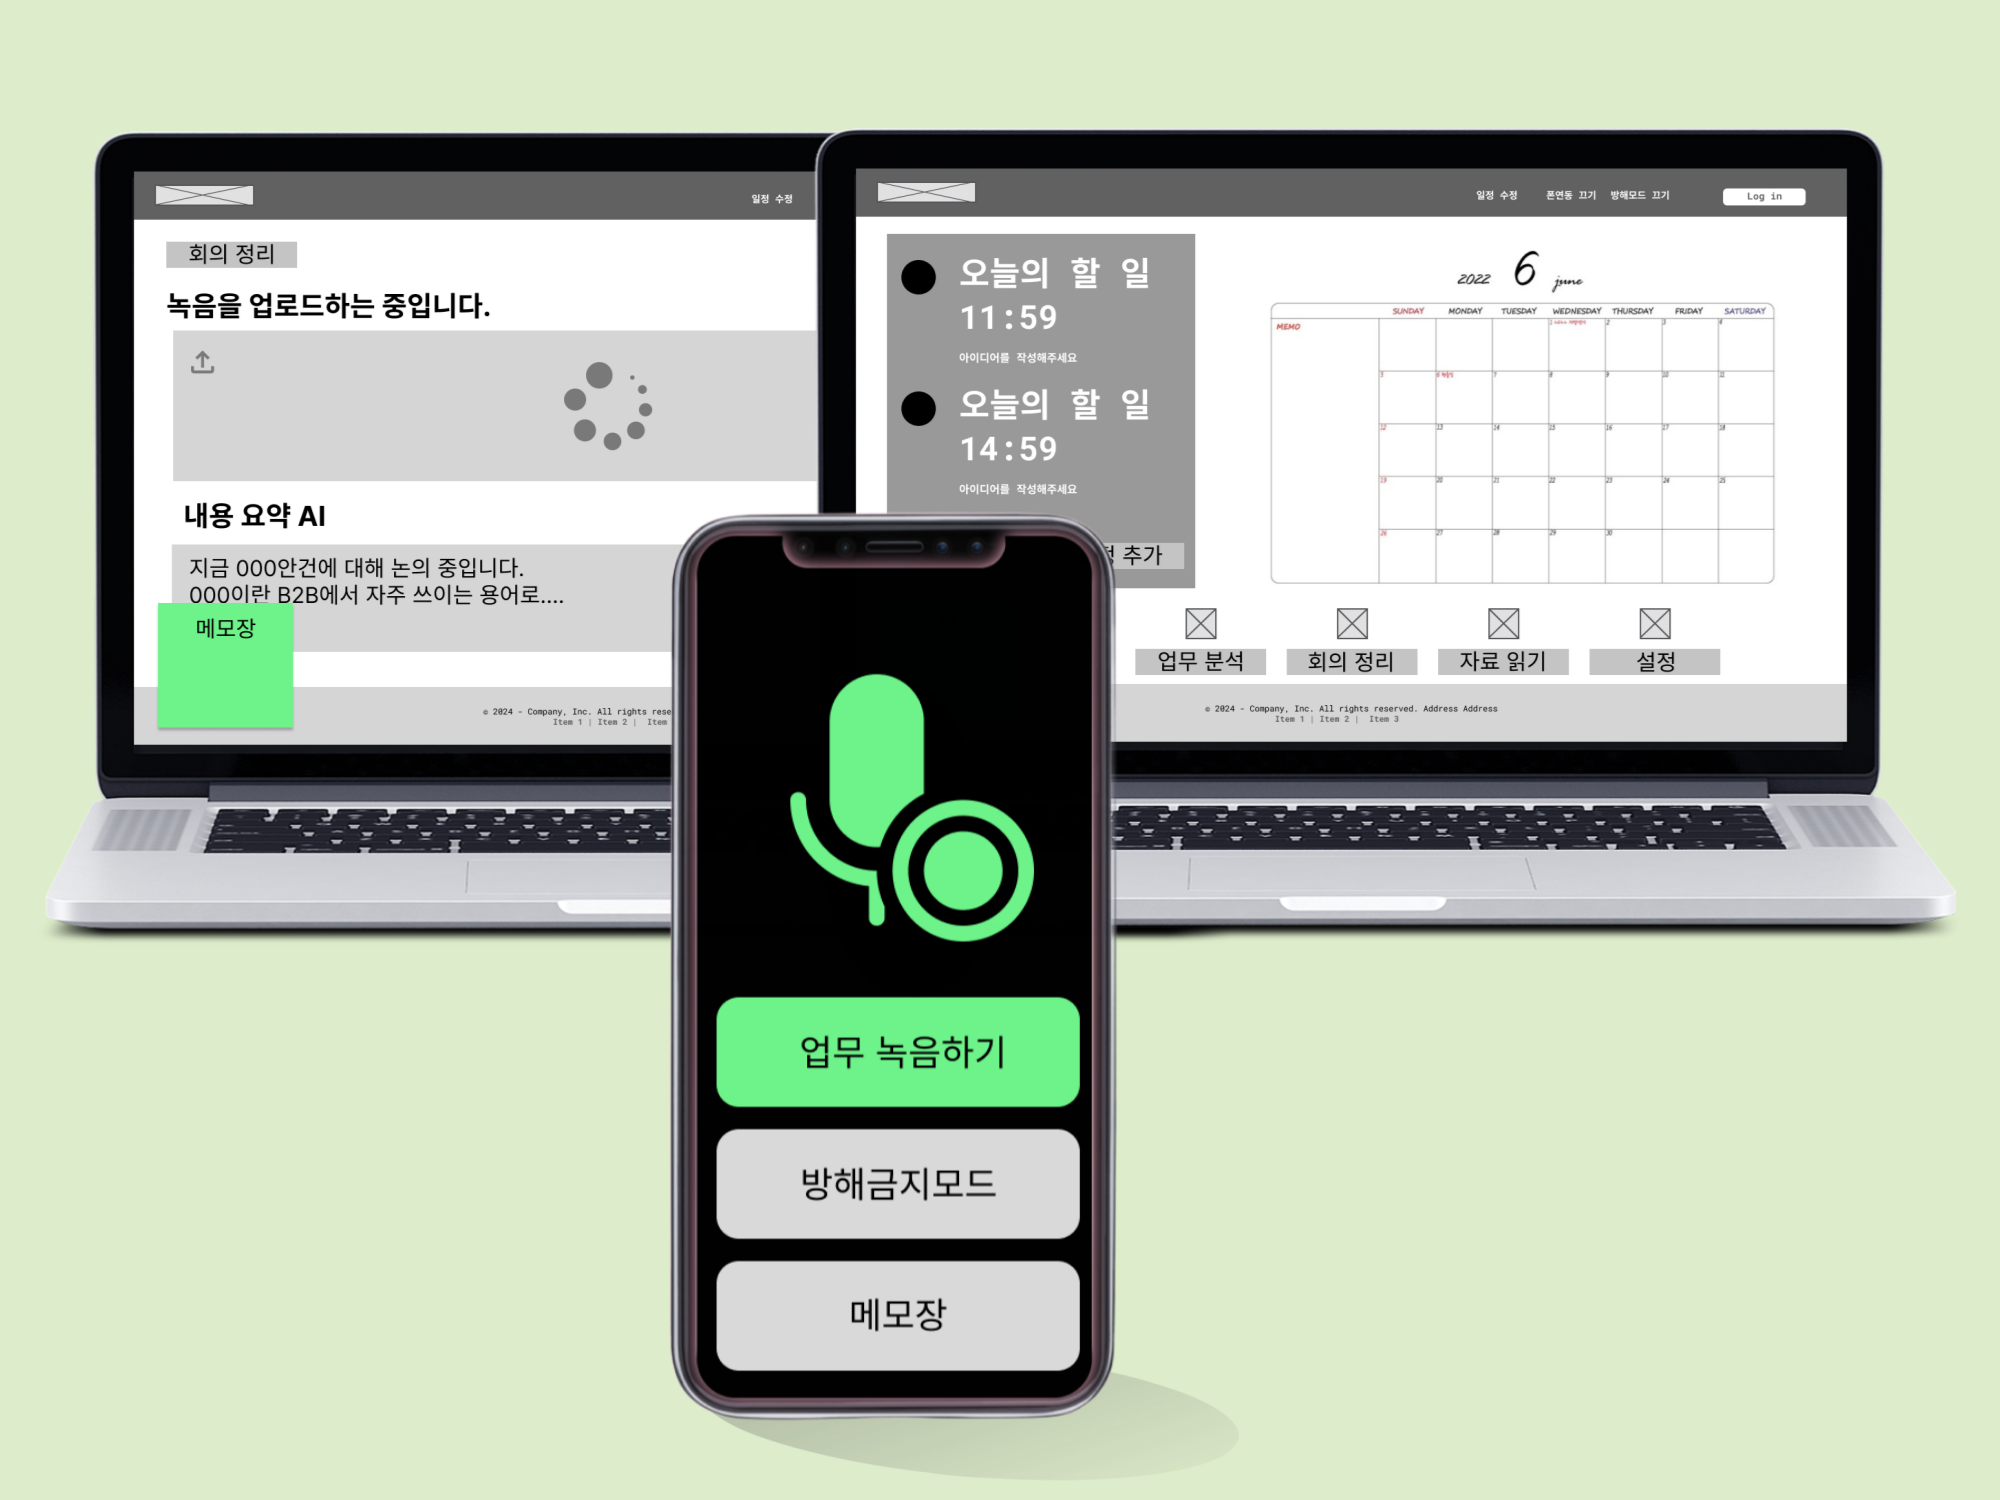 일정 수정
회의 정리
녹음을 업로드하는 중입니다.
내용 요약 AI
지금 000안건에 대해 논의 중입니다.
000이란 B2B에서 자주 쓰이는 용어로....
메모장
© 2024 - Company, Inc. All rights rese
Item 1 | Item 2 | Item
일정 수정 폰연동 끄기 방해모드 끄기 Log in
오늘의 할 일
11:59
아이디어를 작성해주세요
오늘의 할 일
14:59
아이디어를 작성해주세요
추가
2022 6 june
SUNDAY MONDAY TUESDAY WEDNESDAY THURSDAY FRIDAY SATURDAY
MEMO
1 2 3 4
5 6 7 8 9 10 11
12 13 14 15 16 17 18
19 20 21 22 23 24 25
26 27 28 29 30
업무 분석 회의 정리 자료 읽기 설정
© 2024 - Company, Inc. All rights reserved. Address Address
Item 1 | Item 2 | Item 3
업무 녹음하기
방해금지모드
메모장